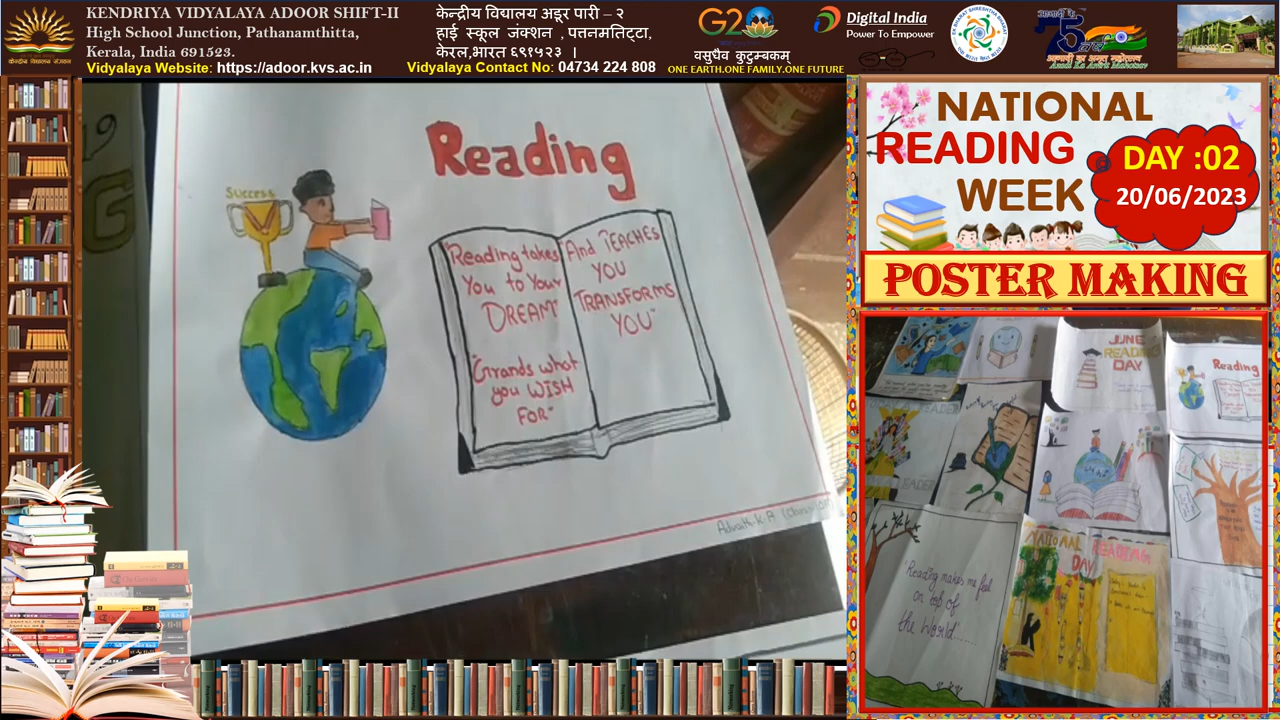 KENDRIYA VIDYALAYA ADOOR SHIFT-II
High School Junction, Pathanamthitta,
Kerala, India 691523.
Vidyalaya Website: https://adoor.kvs.ac.in
केन्द्रीय विद्यालय अडूर पारी – २
हाई स्कूल जंक्शन , पत्तनमतिट्टा,
केरल,भारत ६९१५२३ ।
Vidyalaya Contact No: 04734 224 808
G20
वसुधैव कुटुम्बकम्
ONE EARTH.ONE FAMILY.ONE FUTURE
Digital India
Power To Empower
75
Azadi Ka Amrit Mahotsav
NATIONAL
READING
WEEK
DAY :02
20/06/2023
POSTER MAKING
Reading
Success
"Reading takes
You to Your
DREAM"
"Grands what
you WISH
FOR"
"And TEACHES
YOU
TRANSFORMS
YOU"
Advaith.K.A
JUNE
READING
DAY
Reading
"Reading makes me feel
on top of
the world.....
NATIONAL READING
DAY